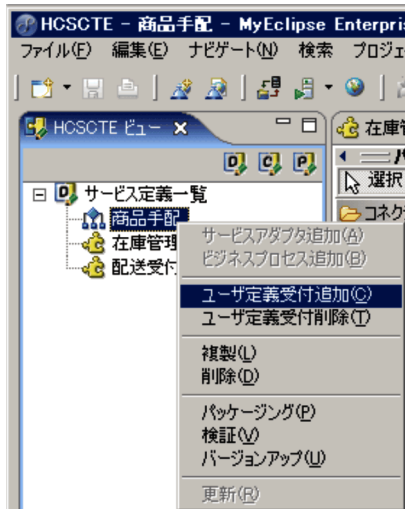 HCSCTE - 商品手配 - MyEclipse Enterpri
ファイル(F) 編集(E) ナビゲート(N) 検索 プロジェ
HCSCTE ビュー
在庫管
選択
コネク
サービス定義一覧
商品手配
在庫管理
配送受付
サービスアダプタ追加(A)
ビジネスプロセス追加(B)
ユーザ定義受付追加(C)
ユーザ定義受付削除(T)
複製(L)
削除(D)
パッケージング(P)
検証(V)
バージョンアップ(U)
更新(R)